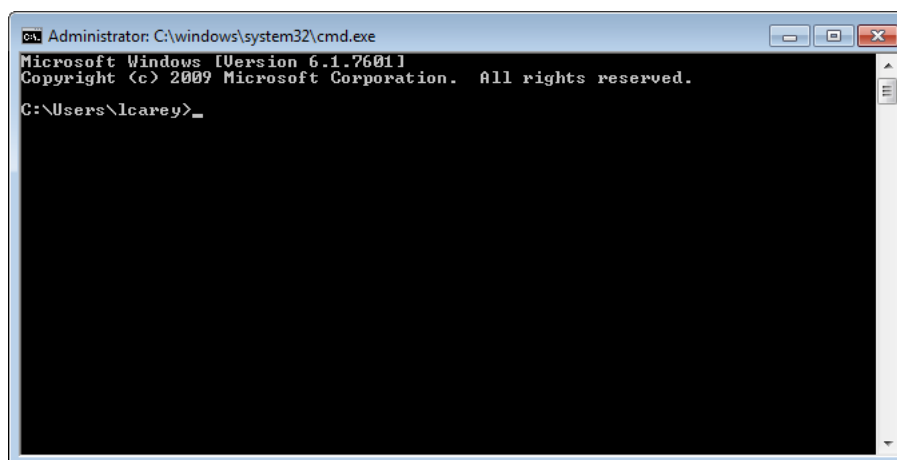 Administrator: C:\windows\system32\cmd.exe
Microsoft Windows [Version 6.1.7601]
Copyright (c) 2009 Microsoft Corporation.  All rights reserved.
C:\Users\lcarey>_